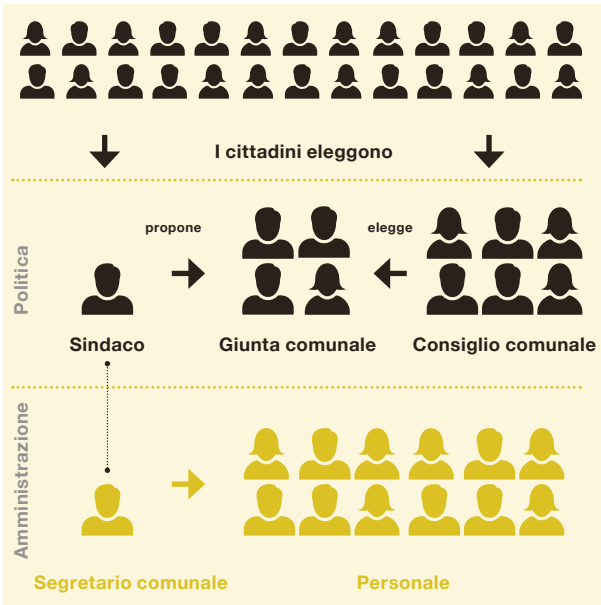 I cittadini eleggono
propone
elegge
Politica
Sindaco
Giunta comunale
Consiglio comunale
Amministrazione
Segretario comunale
Personale